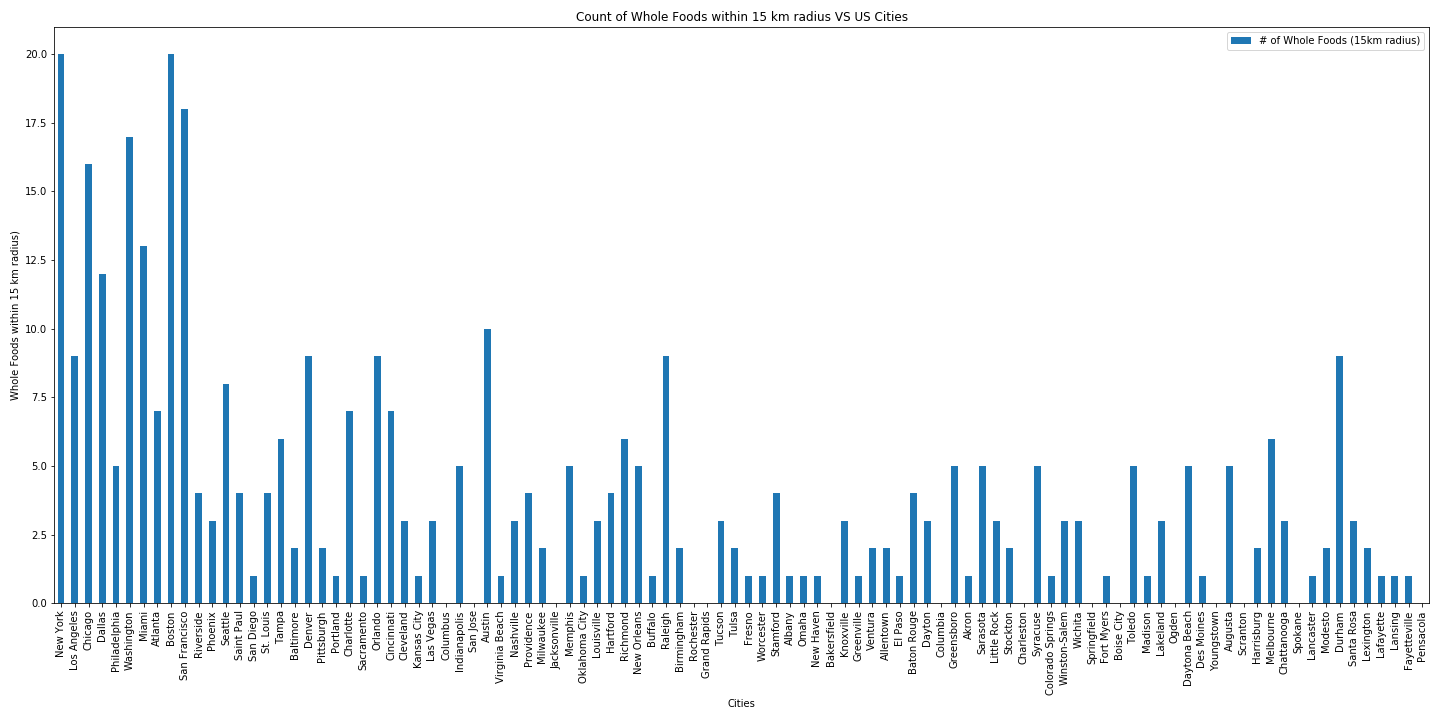 Count of Whole Foods within 15 km radius VS US Cities
# of Whole Foods (15km radius)
Whole Foods within 15 km radius)
20.0
17.5
15.0
12.5
10.0
7.5
5.0
2.5
0.0
New York
Los Angeles
Chicago
Dallas
Philadelphia
Washington
Miami
Atlanta
Boston
San Francisco
Riverside
Phoenix
Seattle
Saint Paul
San Diego
St. Louis
Tampa
Baltimore
Denver
Pittsburgh
Portland
Charlotte
Sacramento
Orlando
Cincinnati
Cleveland
Kansas City
Las Vegas
Columbus
Indianapolis
San Jose
Austin
Virginia Beach
Nashville
Providence
Milwaukee
Jacksonville
Memphis
Oklahoma City
Louisville
Hartford
Richmond
New Orleans
Buffalo
Raleigh
Birmingham
Rochester
Grand Rapids
Tucson
Tulsa
Fresno
Worcester
Stamford
Albany
Omaha
New Haven
Bakersfield
Knoxville
Greenville
Ventura
Allentown
El Paso
Baton Rouge
Dayton
Columbia
Greensboro
Akron
Sarasota
Little Rock
Stockton
Charleston
Syracuse
Colorado Springs
Winston-Salem
Wichita
Springfield
Fort Myers
Boise City
Toledo
Madison
Lakeland
Ogden
Daytona Beach
Des Moines
Youngstown
Augusta
Scranton
Harrisburg
Melbourne
Chattanooga
Spokane
Lancaster
Modesto
Durham
Santa Rosa
Lexington
Lafayette
Lansing
Fayetteville
Pensacola
Cities